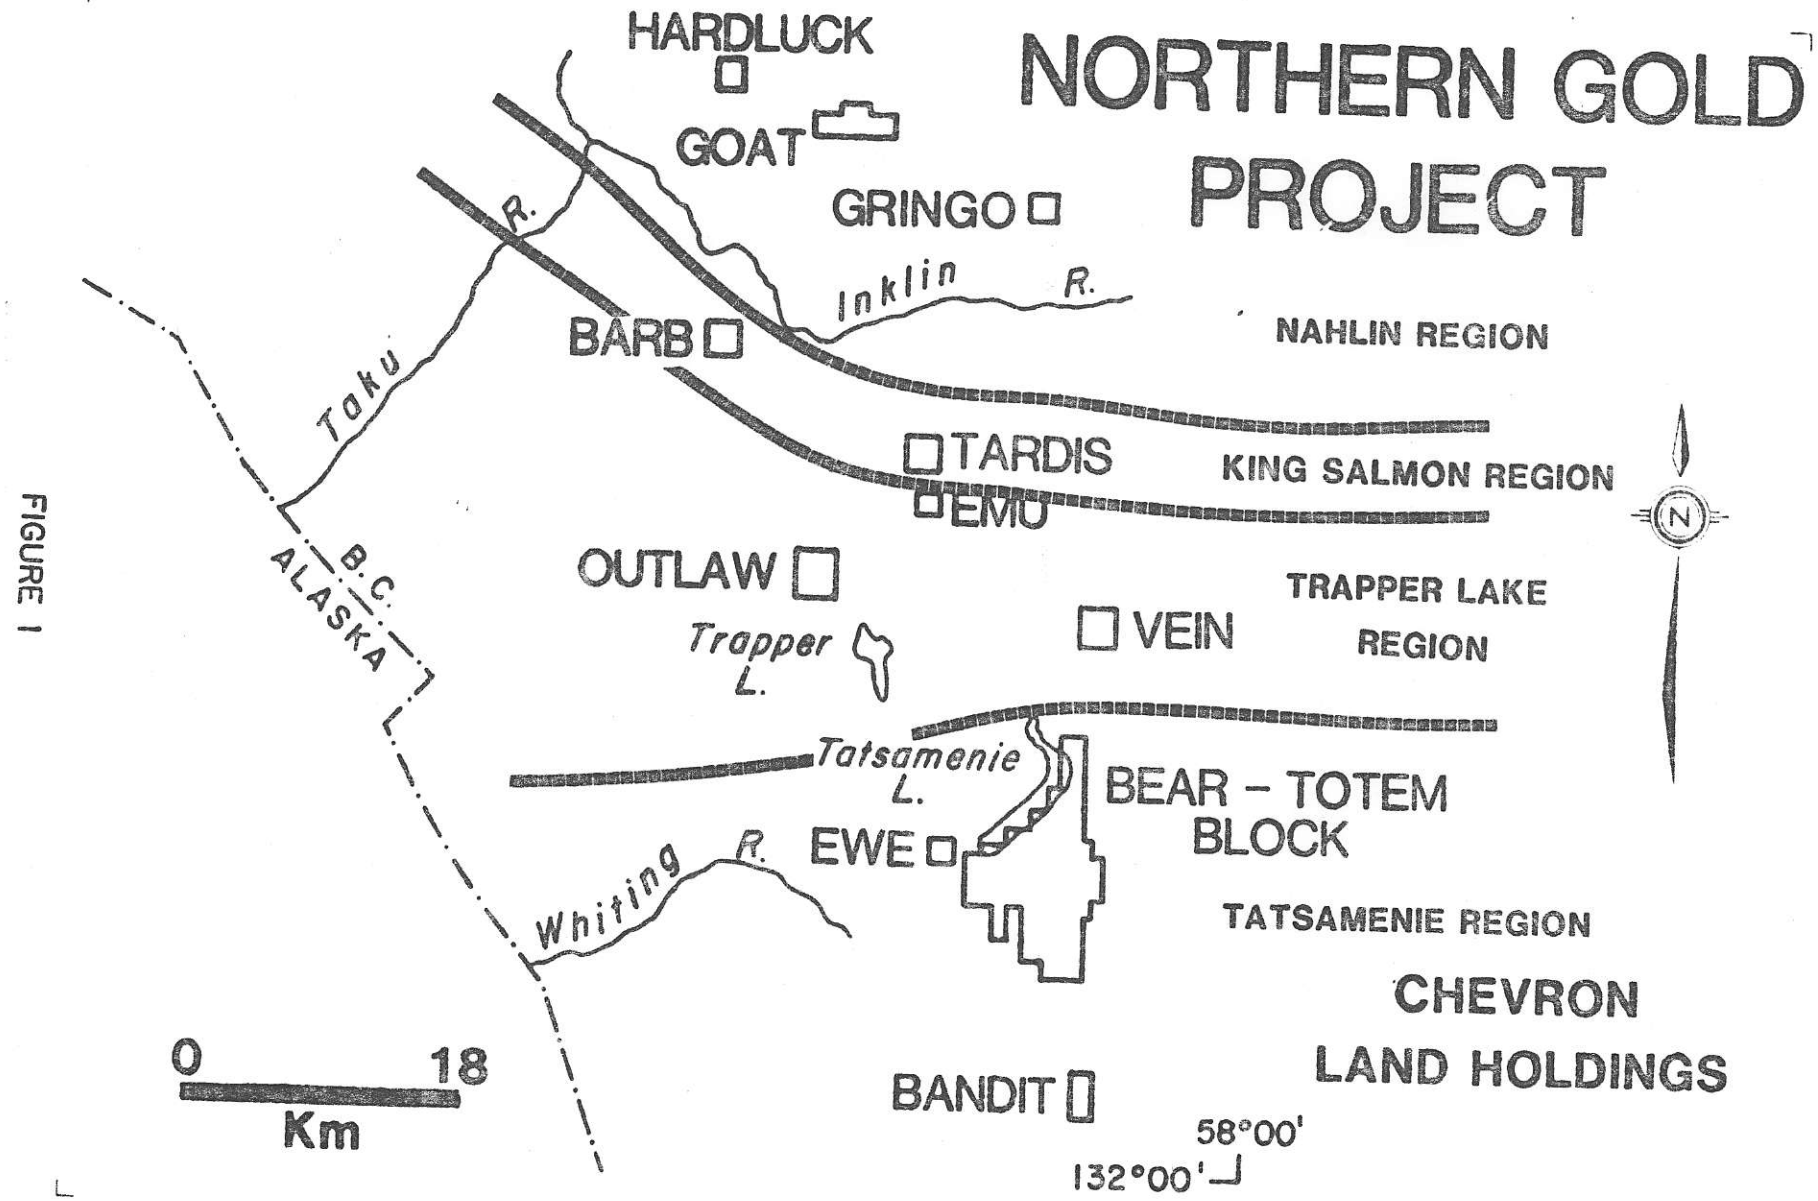 HARDLUCK
NORTHERN GOLD
PROJECT
GOAT
GRINGO
R.
Inklin R.
BARB
NAHLIN REGION
Taku
TARDIS
KING SALMON REGION
EMU
N
FIGURE 1
B.C.
ALASKA
OUTLAW
TRAPPER LAKE
REGION
VEIN
Trapper
L.
Tatsamenie
L.
BEAR - TOTEM
BLOCK
EWE
Whiting R.
TATSAMENIE REGION
CHEVRON
LAND HOLDINGS
0 18
Km
BANDIT
58°00'
132°00'